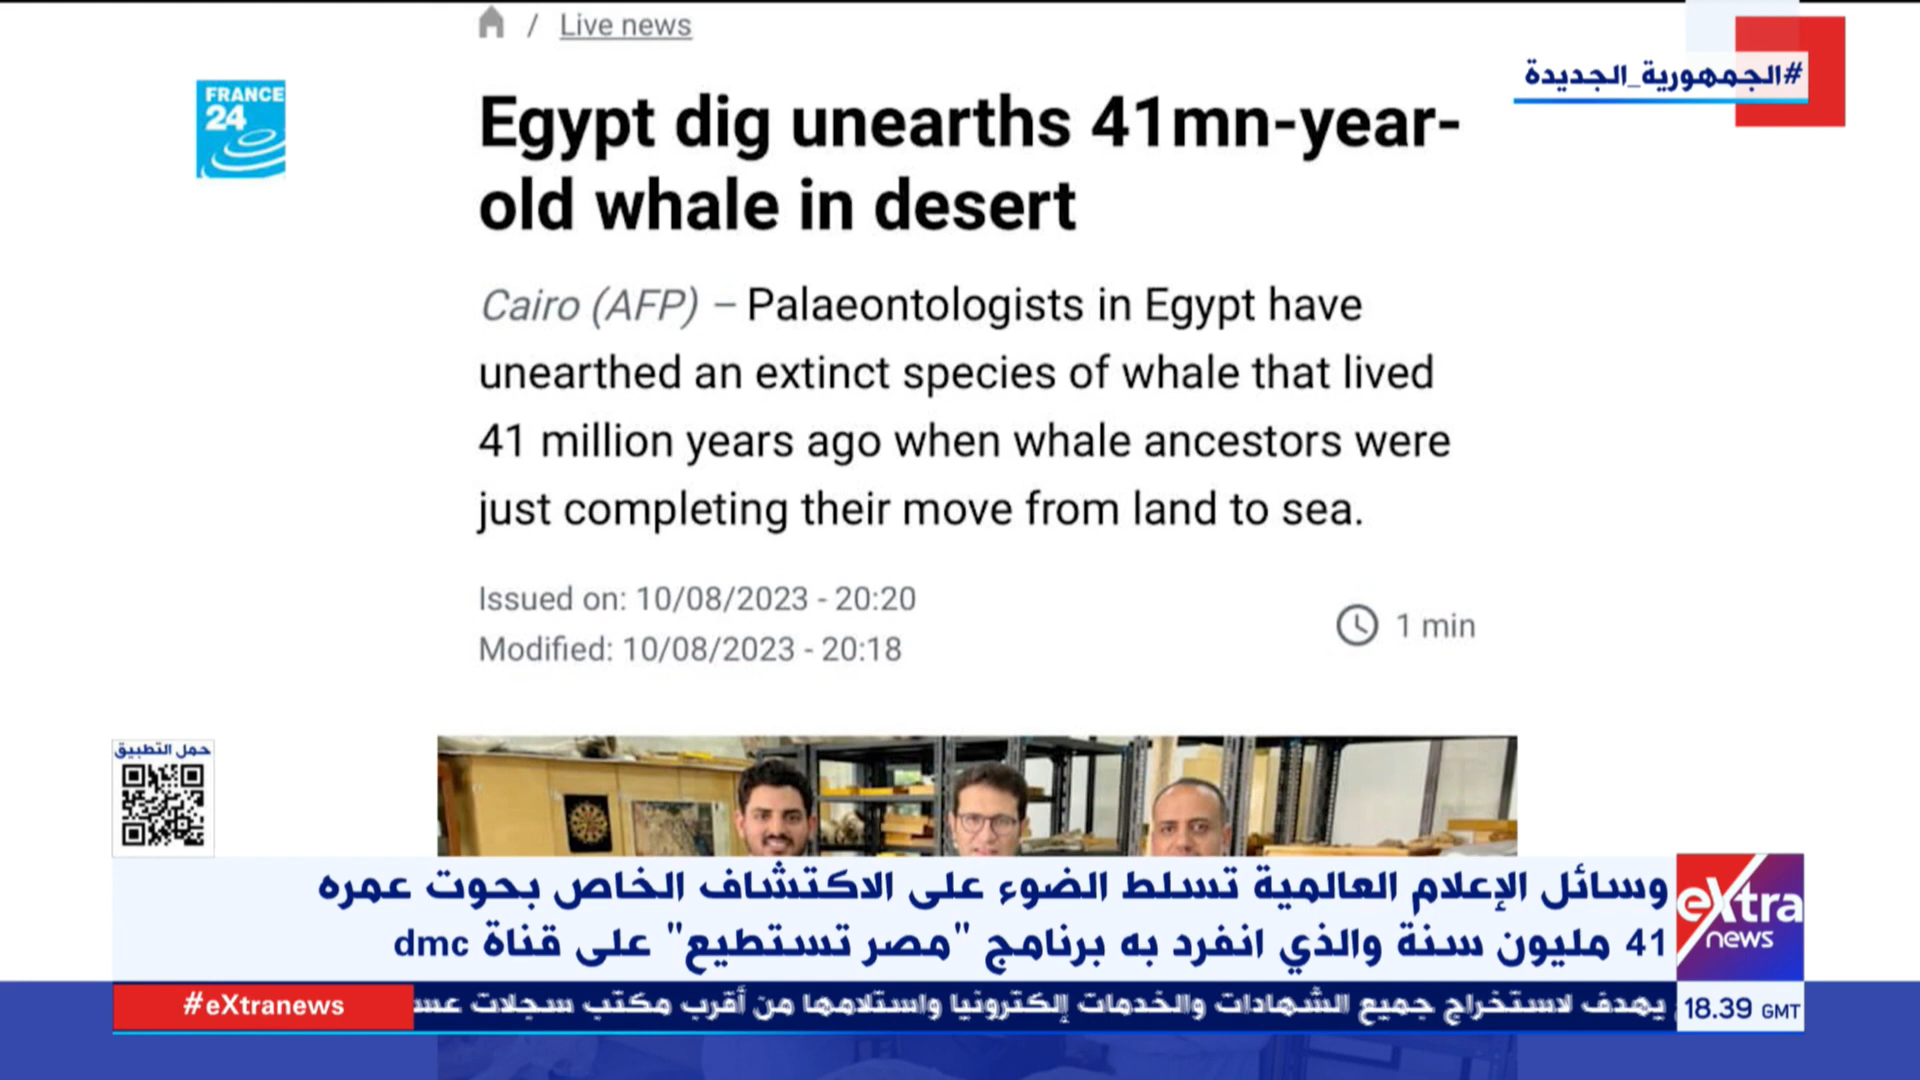 / Live news
#الجمهورية_الجديدة
FRANCE
24
Egypt dig unearths 41mn-year-
old whale in desert
Cairo (AFP) – Palaeontologists in Egypt have
unearthed an extinct species of whale that lived
41 million years ago when whale ancestors were
just completing their move from land to sea.
Issued on: 10/08/2023 - 20:20
Modified: 10/08/2023 - 20:18
1 min
حمل التطبيق
وسائل الإعلام العالمية تسلط الضوء على الاكتشاف الخاص بحوت عمره
41 مليون سنة والذي انفرد به برنامج "مصر تستطيع" على قناة dmc
eXtra
news
#eXtranews
يهدف لاستخراج جميع الشهادات والخدمات إلكترونيا واستلامها من أقرب مكتب سجلات
18.39 GMT